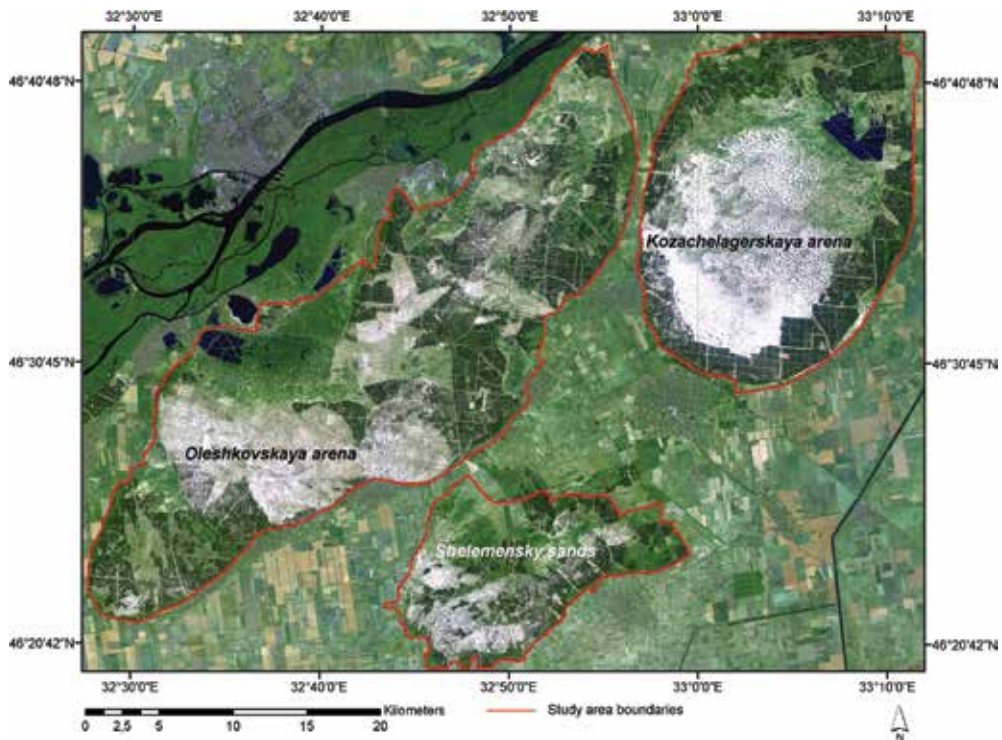 32°30'0"E 32°40'0"E 32°50'0"E 33°0'0"E 33°10'0"E
46°40'48"N 46°40'48"N
Kozachelagerskaya arena
46°30'45"N 46°30'45"N
Oleshkovskaya arena
Shelemensky sands
46°20'42"N 46°20'42"N
32°30'0"E 32°40'0"E 32°50'0"E 33°0'0"E 33°10'0"E
Kilometers Study area boundaries
0 2,5 5 10 15 20
N